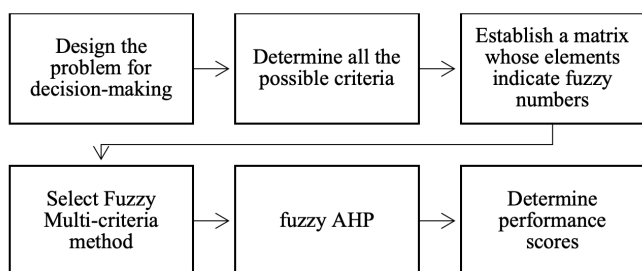 Design the
problem for
decision-making
Determine all the
possible criteria
Establish a matrix
whose elements
indicate fuzzy
numbers
Select Fuzzy
Multi-criteria
method
fuzzy AHP
Determine
performance
scores